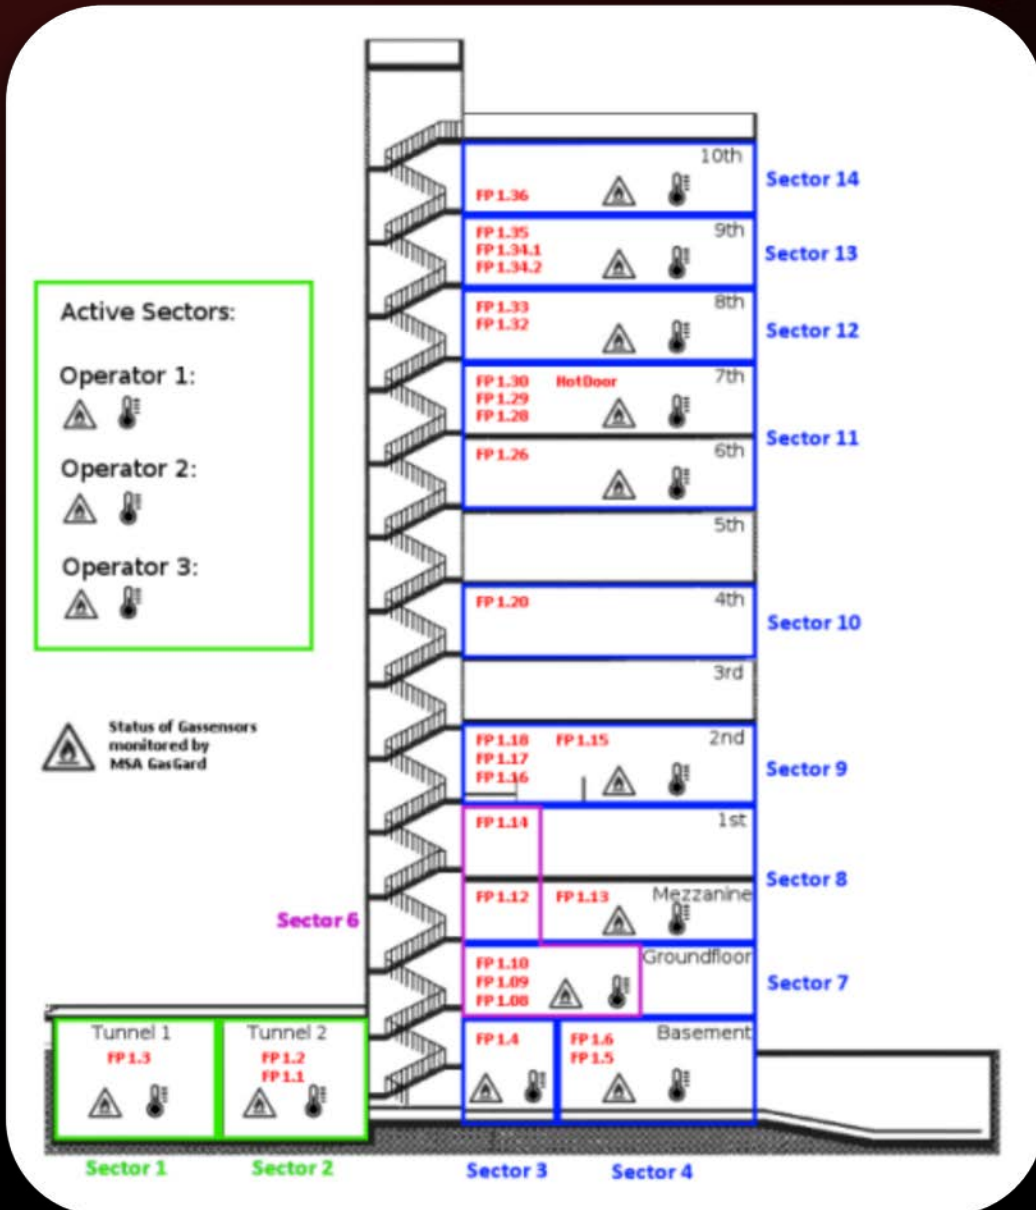 10th
FP 1.36
Sector 14
FP 1.35
9th
FP 1.34.1
FP 1.34.2
Sector 13
FP 1.33
8th
FP 1.32
Sector 12
FP 1.30 HotDoor
7th
FP 1.29
FP 1.28
Sector 11
FP 1.26
6th
5th
FP 1.20
4th
Sector 10
3rd
FP 1.18 FP 1.15
2nd
FP 1.17
FP 1.16
Sector 9
FP 1.14
1st
Sector 8
FP 1.12 FP 1.13
Mezzanine
Sector 6
Groundfloor
FP 1.10
FP 1.09
FP 1.08
Sector 7
Active Sectors:
Operator 1:
Operator 2:
Operator 3:
Status of Gassensors
monitored by
MSA GasGard
Tunnel 1
FP 1.3
Tunnel 2
FP 1.2
FP 1.1
FP 1.4
FP 1.6
FP 1.5
Basement
Sector 1
Sector 2
Sector 3
Sector 4